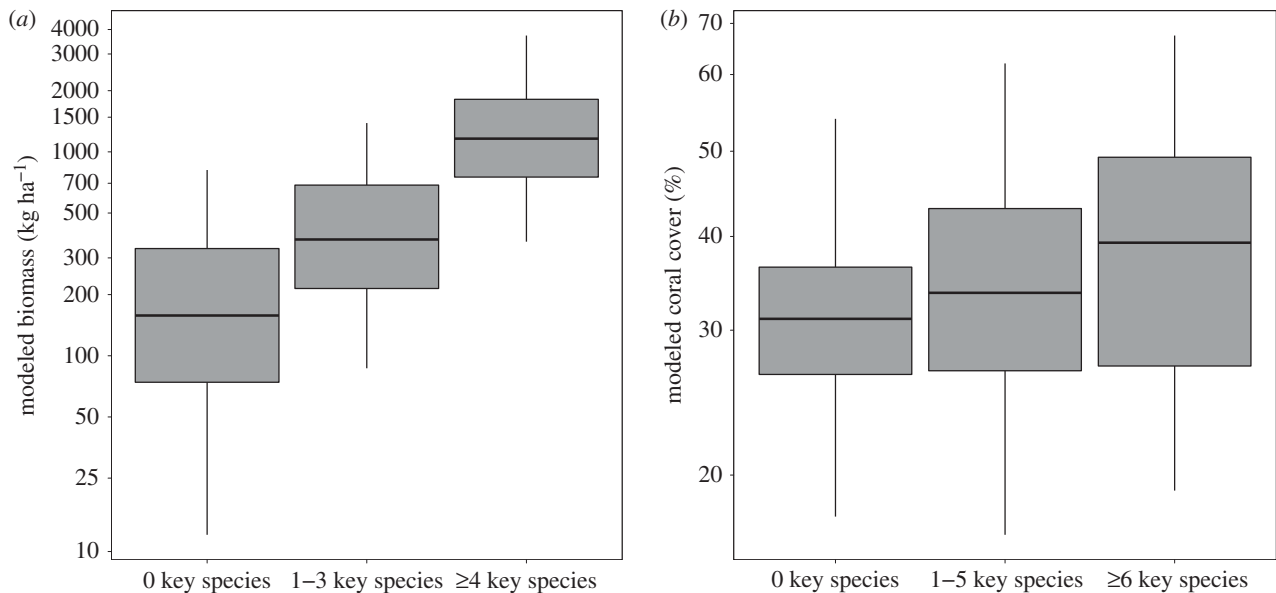 (a)
modeled biomass (kg ha⁻¹)
4000
3000
2000
1500
1000
700
500
300
200
100
50
25
10
0 key species
1–3 key species
≥4 key species
(b)
modeled coral cover (%)
70
60
50
40
30
20
0 key species
1–5 key species
≥6 key species